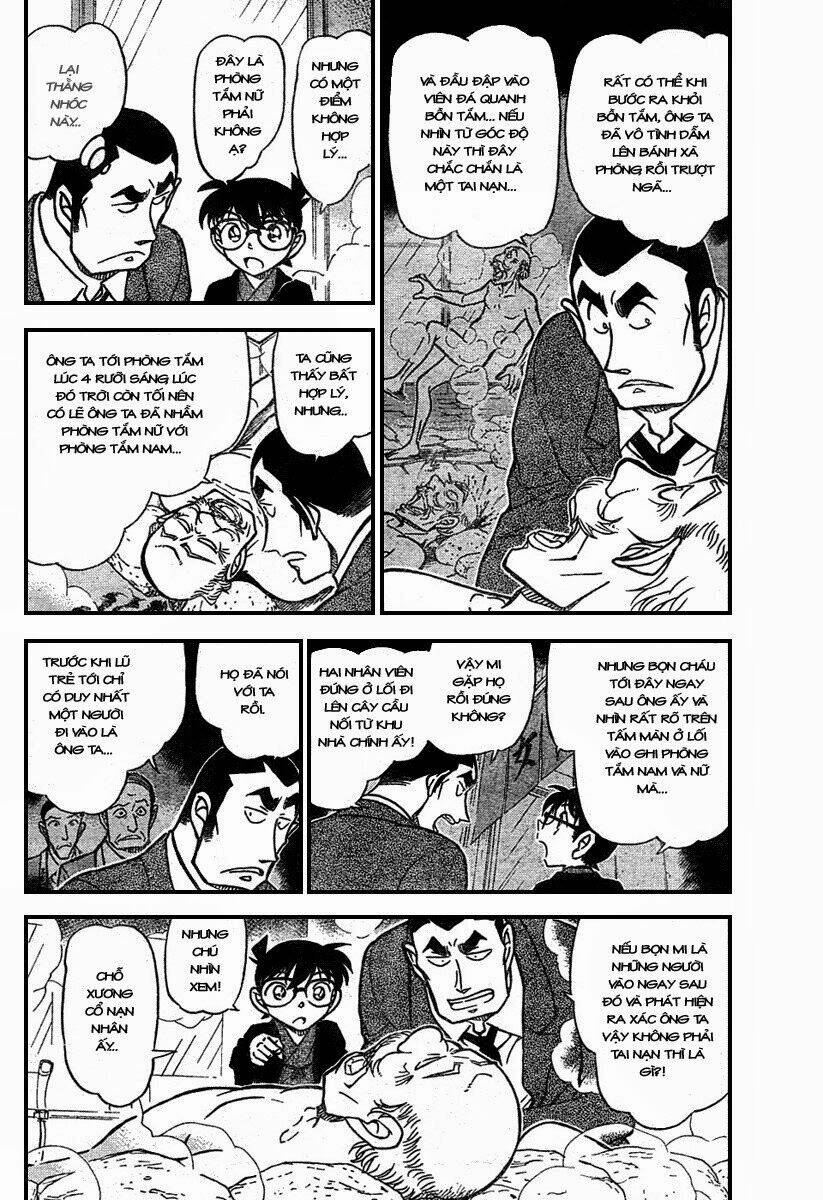 RẤT CÓ THỂ KHI
BƯỚC RA KHỎI
BỒN TẮM, ÔNG TA
ĐÃ VÔ TÌNH DẪM
LÊN BÁNH XÀ
PHÒNG RỒI TRƯỢT
NGÃ...
VÀ ĐẦU ĐẬP VÀO
VIÊN ĐÁ QUANH
BỒN TẮM... NẾU
NHÌN TỪ GÓC ĐỘ
NÀY THÌ ĐÂY
CHẮC CHẮN LÀ
MỘT TAI NẠN...
NHƯNG
CÓ MỘT
ĐIỂM
KHÔNG
HỢP
LÝ...
ĐÂY LÀ
PHÒNG
TẮM NỮ
PHẢI
KHÔNG
Ạ?
LẠI
THẰNG
NHÓC
NÀY...
TA CŨNG
THẤY BẤT
HỢP LÝ,
NHƯNG..
ÔNG TA TỚI PHÒNG TẮM
LÚC 4 RƯỠI SÁNG LÚC
ĐÓ TRỜI CÒN TỐI NÊN
CÓ LẼ ÔNG TA ĐÃ NHẦM
PHÒNG TẮM NỮ VỚI
PHÒNG TẮM NAM...
NHƯNG BỌN CHÁU
TỚI ĐÂY NGAY
SAU ÔNG ẤY VÀ
NHÌN RẤT RÕ TRÊN
TẤM MÀN Ở LỐI
VÀO GHI PHÒNG
TẮM NAM VÀ NỮ
MÀ...
女
VẬY MI
GẶP HỌ
RỒI ĐÚNG
KHÔNG?
HAI NHÂN VIÊN
ĐỨNG Ở LỐI ĐI
LÊN CÂY CẦU
NỐI TỪ KHU
NHÀ CHÍNH ẤY!
HỌ ĐÃ NÓI
VỚI TA
RỒI.
TRƯỚC KHI LŨ
TRẺ TỚI CHỈ
CÓ DUY NHẤT
MỘT NGƯỜI
ĐI VÀO LÀ
ÔNG TA...
NẾU BỌN MI LÀ
NHỮNG NGƯỜI
VÀO NGAY SAU
ĐÓ VÀ PHÁT HIỆN
RA XÁC ÔNG TA
VẬY KHÔNG PHẢI
TAI NẠN THÌ LÀ
GÌ?!
NHƯNG
CHÚ
NHÌN
XEM!
CHỖ
XƯƠNG
CỔ NẠN
NHÂN
ẤY..